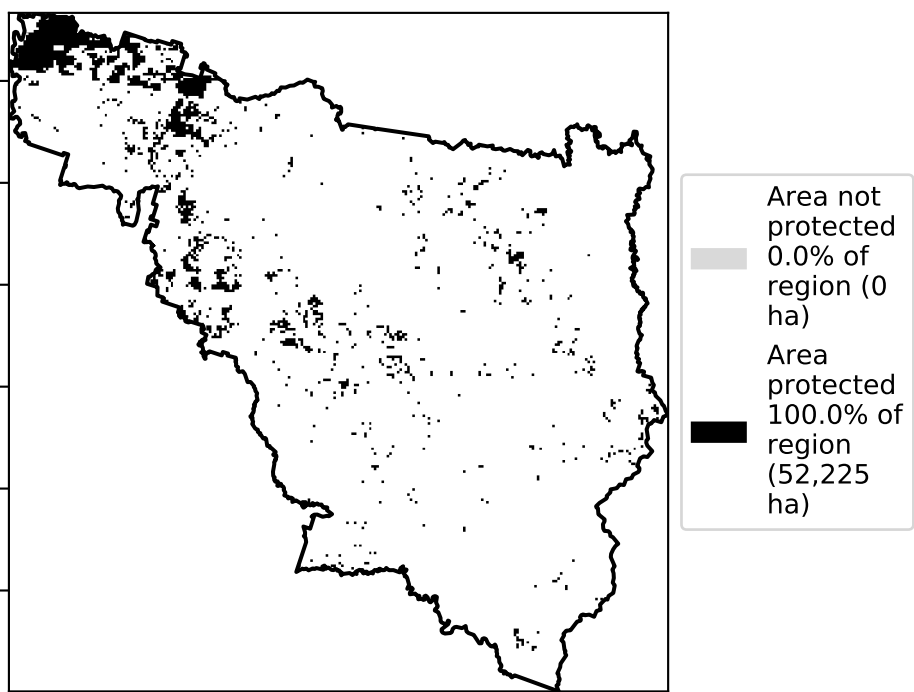 Area not
protected
0.0% of
region (0
ha)
Area
protected
100.0% of
region
(52,225
ha)